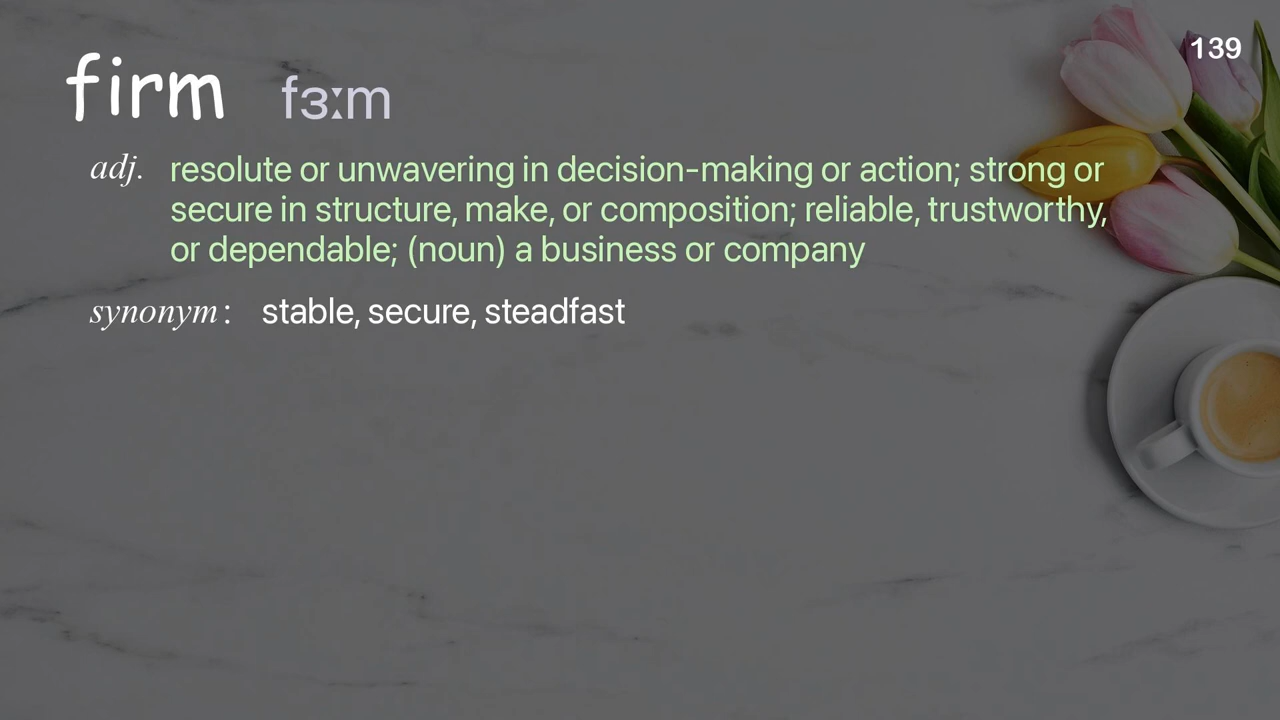 139
firm fɜːm
adj. resolute or unwavering in decision-making or action; strong or
secure in structure, make, or composition; reliable, trustworthy,
or dependable; (noun) a business or company
synonym: stable, secure, steadfast